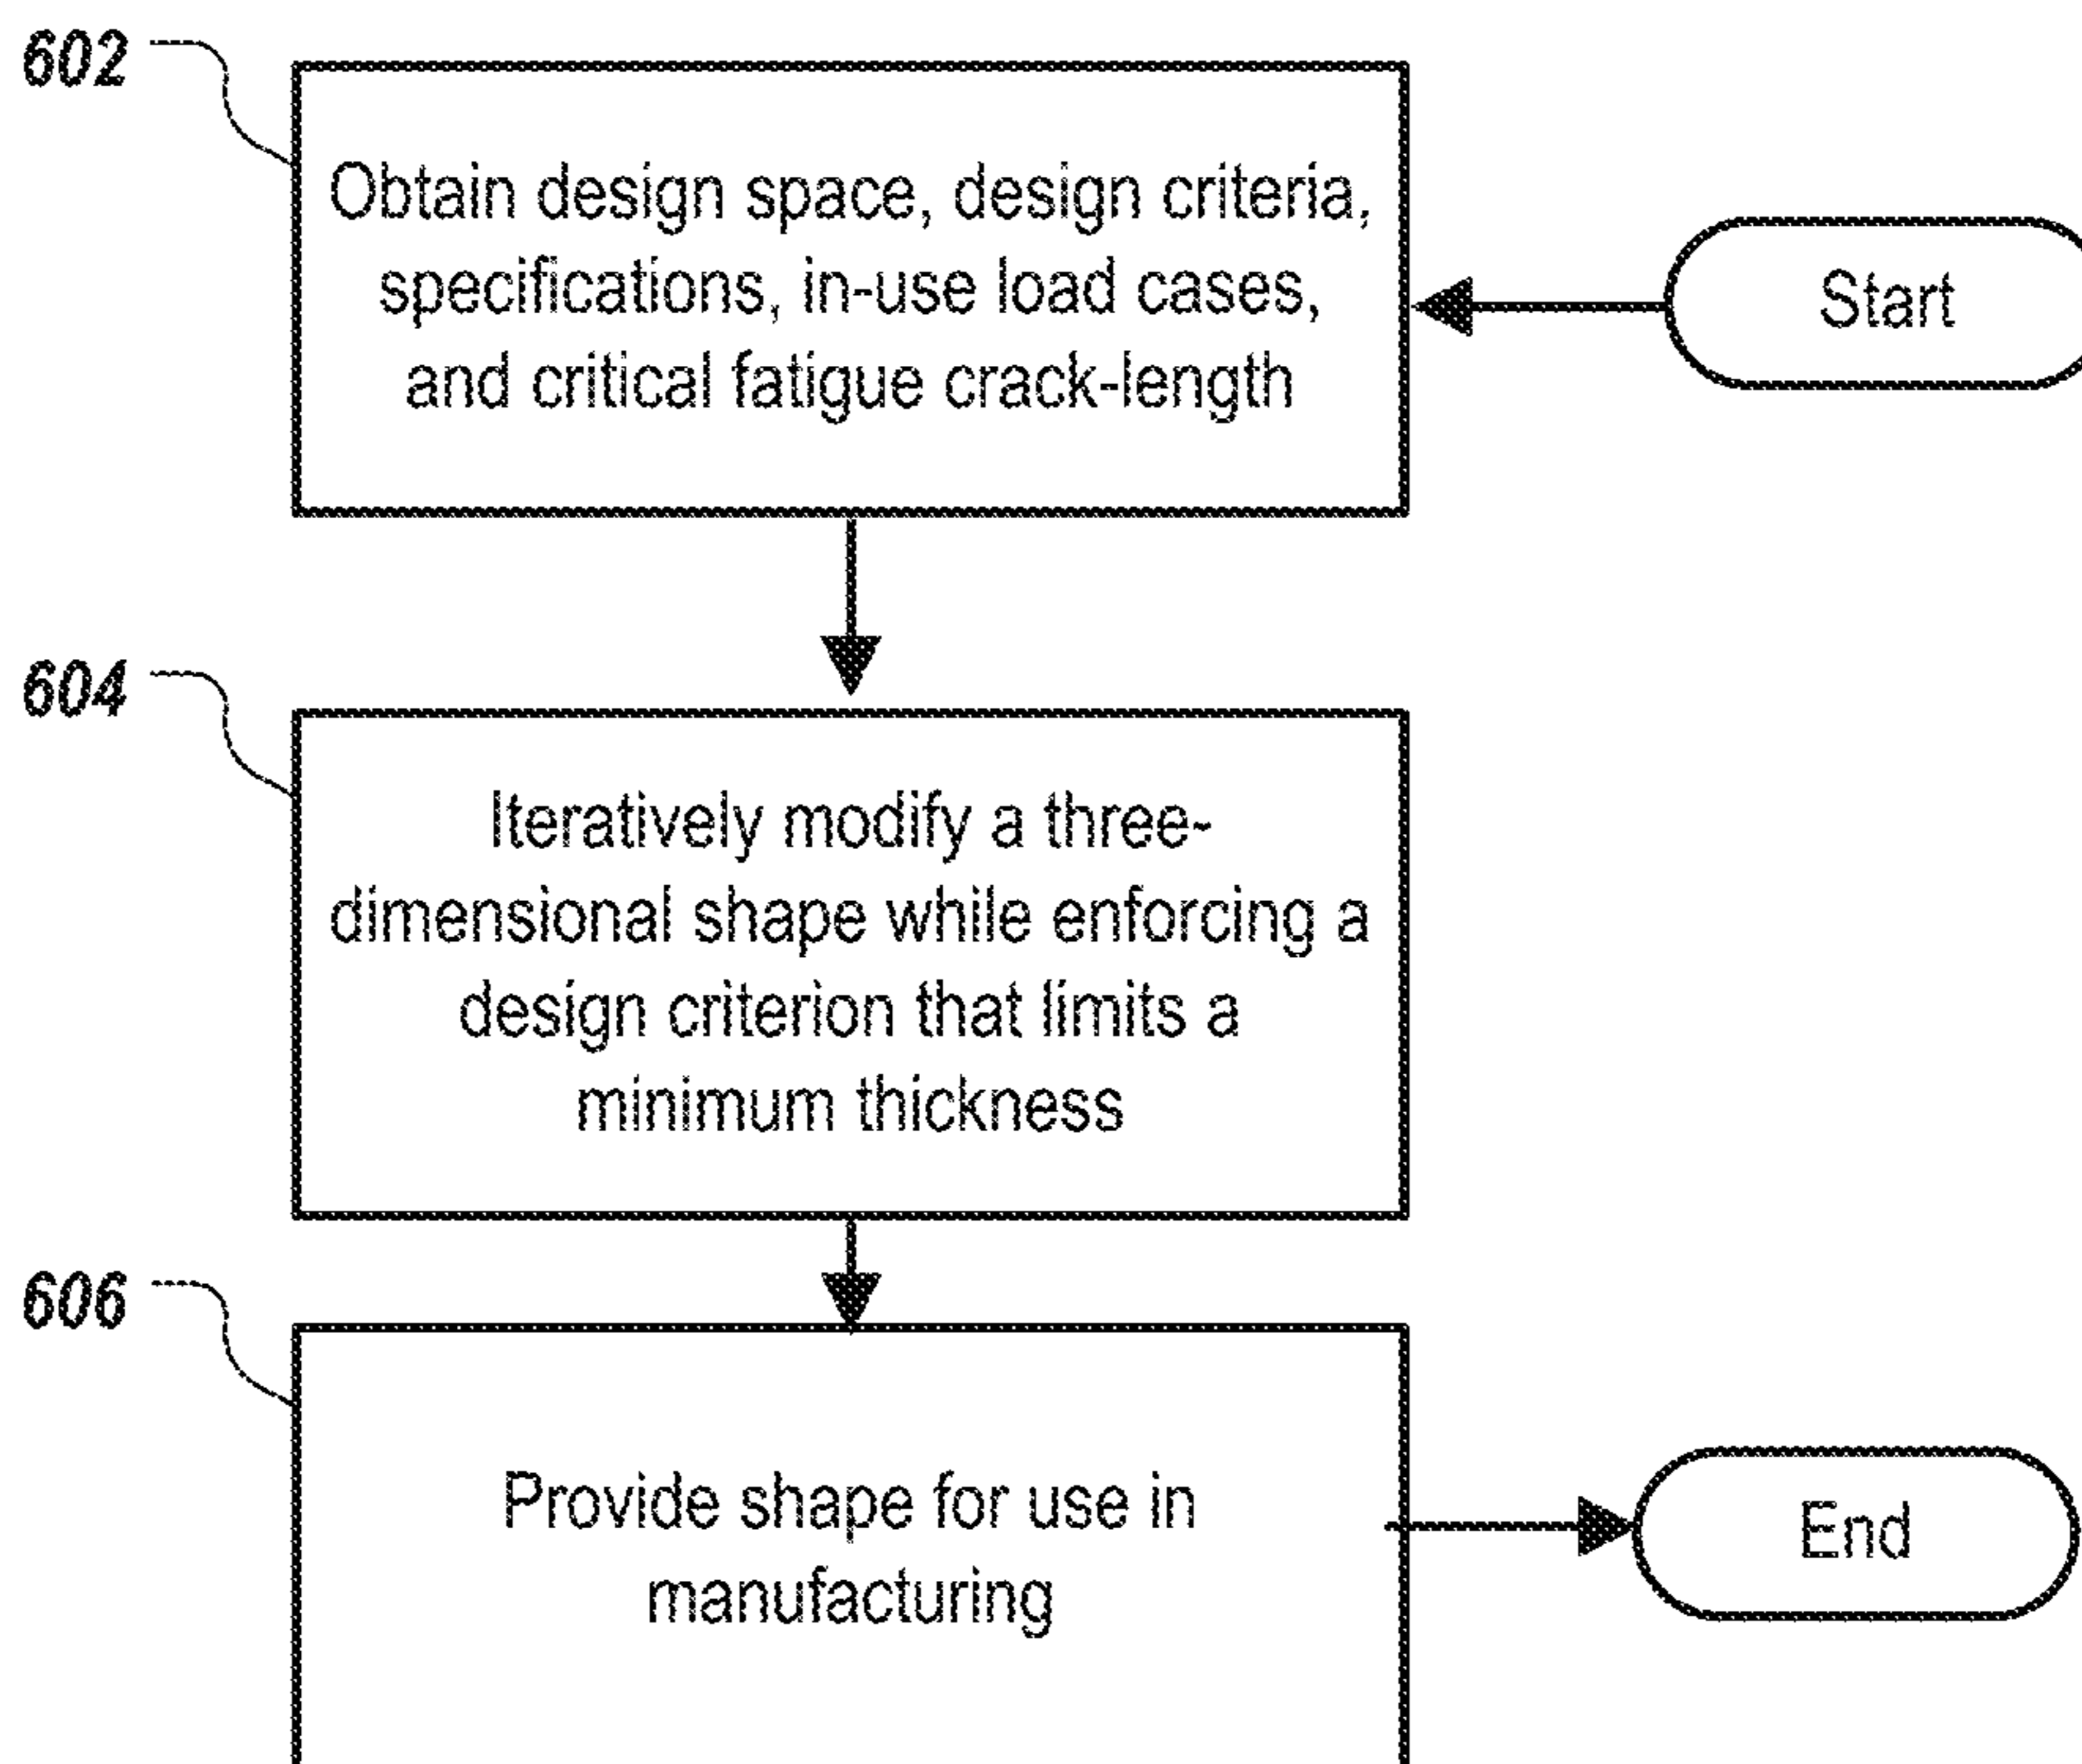 602
Obtain design space, design criteria,
specifications, in-use load cases,
and critical fatigue crack-length
Start
604
Iteratively modify a three-
dimensional shape while enforcing a
design criterion that limits a
minimum thickness
606
Provide shape for use in
manufacturing
End